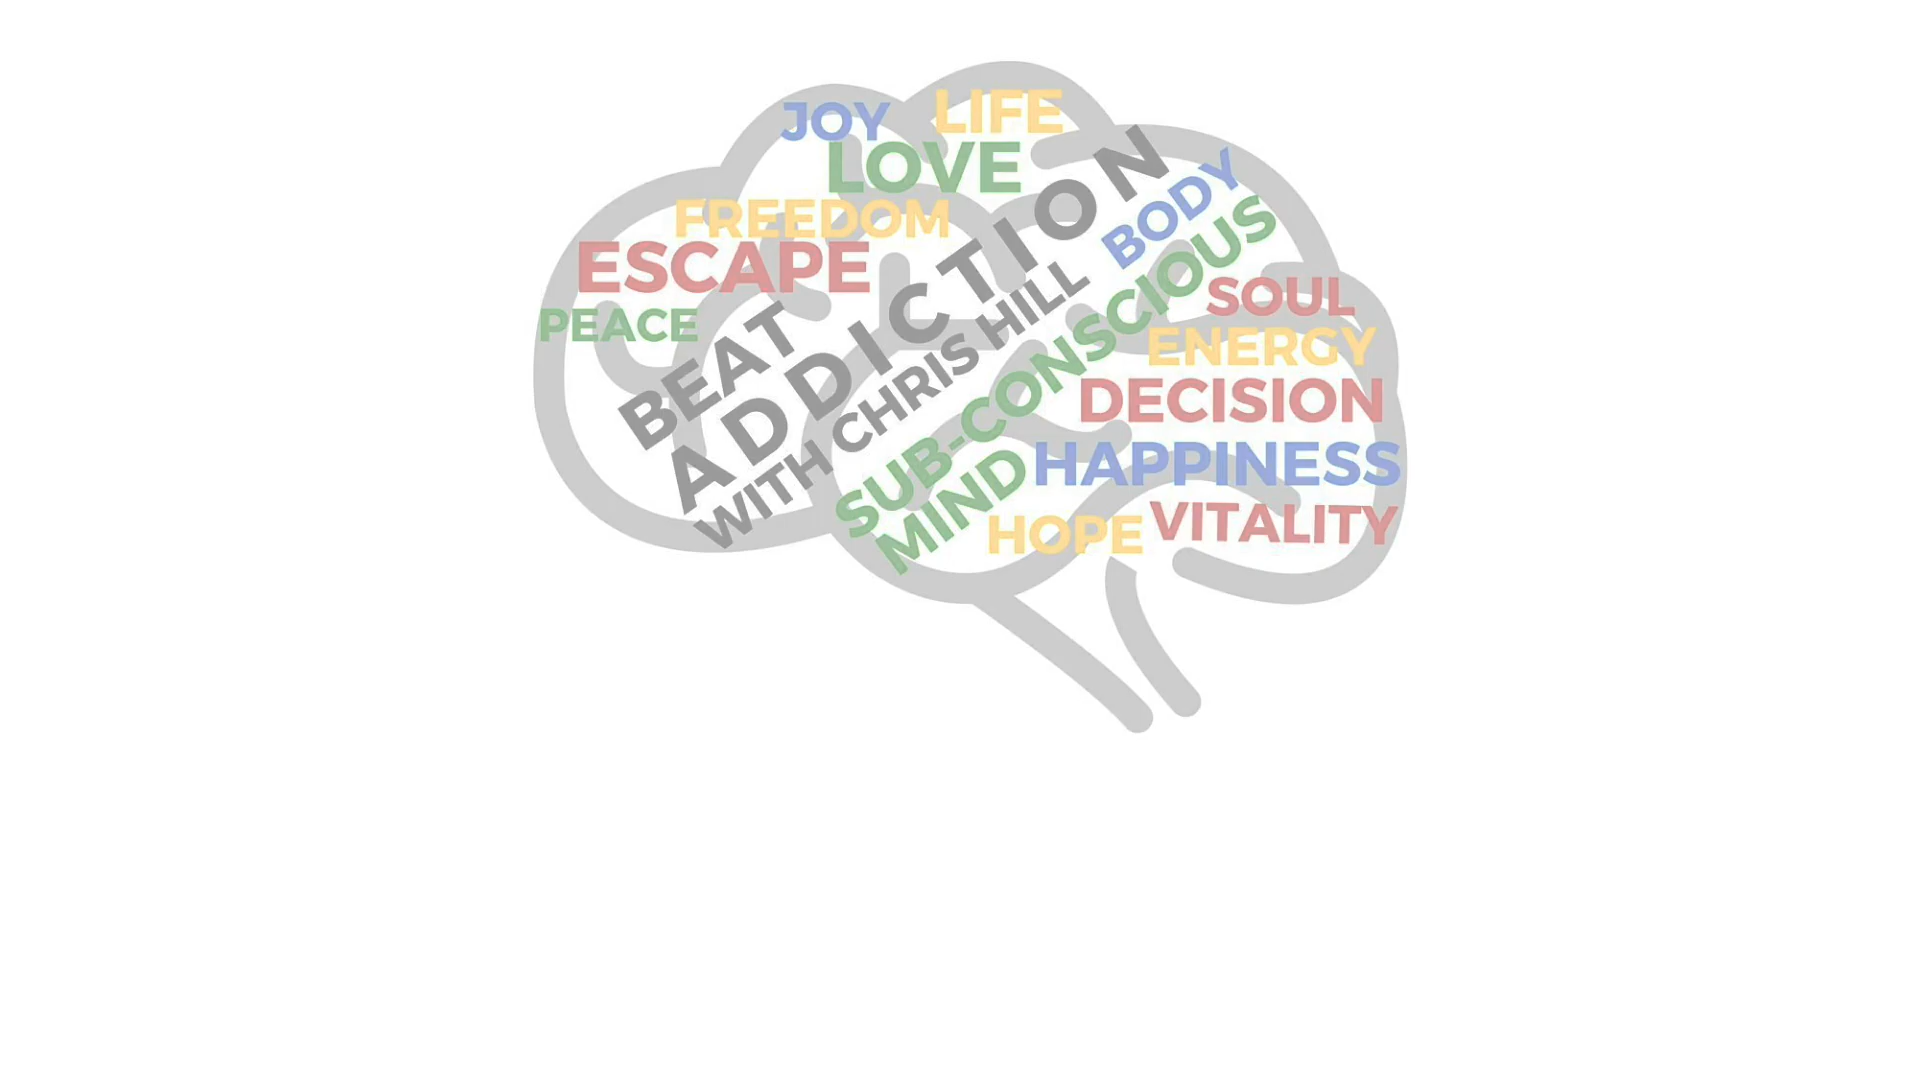 JOY
LIFE
LOVE
FREEDOM
ESCAPE
PEACE
BEAT
ADDICTION
WITH CHRIS HILL
BODY
SUB-CONSCIOUS
MIND
SOUL
ENERGY
DECISION
HAPPINESS
HOPE
VITALITY